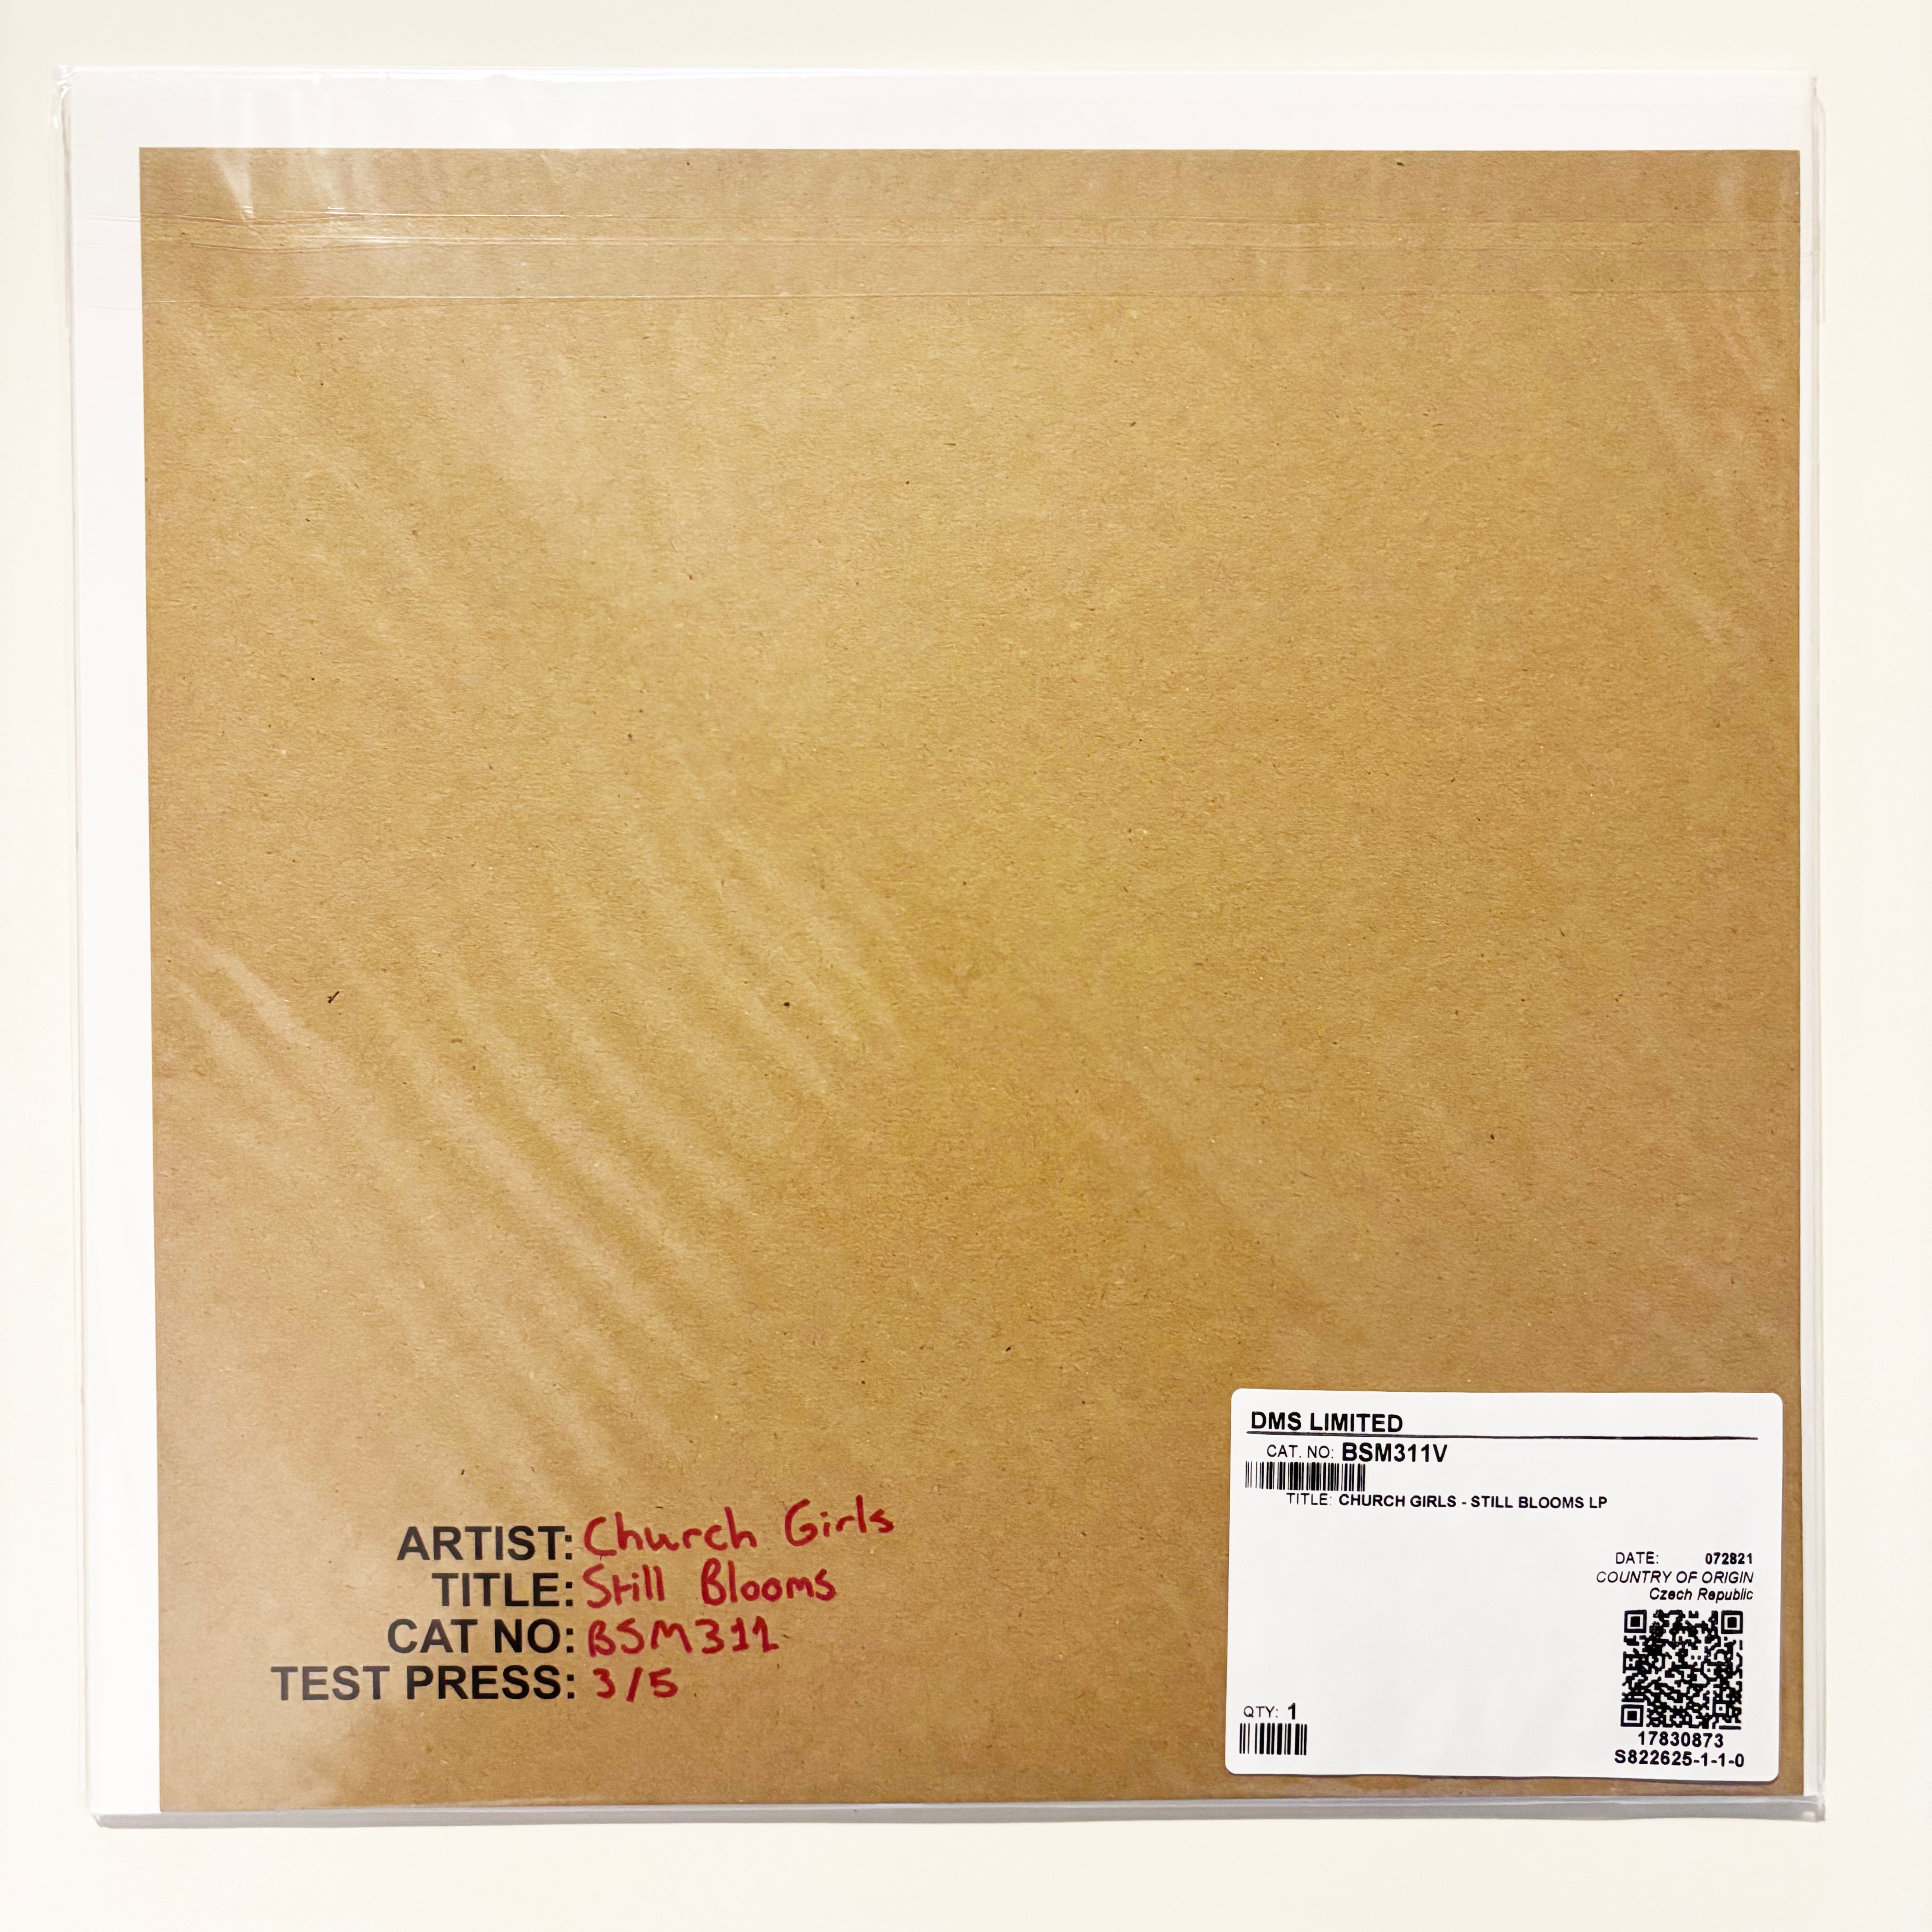 ARTIST: Church Girls
TITLE: Still Blooms
CAT NO: BSM311
TEST PRESS: 3/5
DMS LIMITED
CAT. NO: BSM311V
TITLE: CHURCH GIRLS - STILL BLOOMS LP
DATE: 072821
COUNTRY OF ORIGIN
Czech Republic
QTY: 1
17830873
S822625-1-1-0